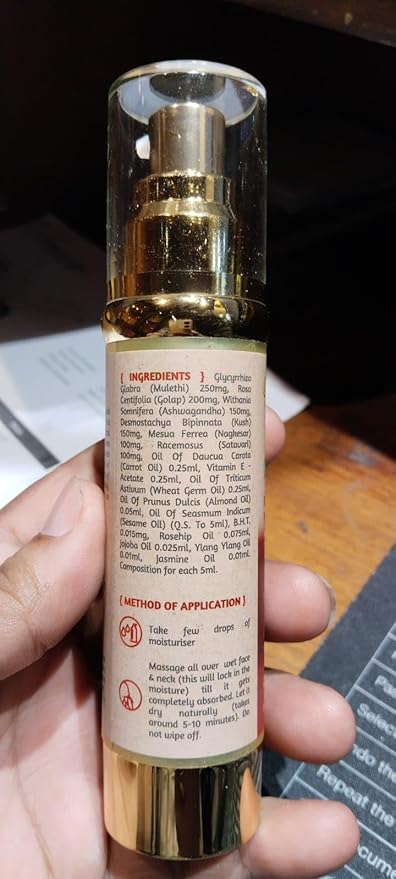 { INGREDIENTS } Glycyrrhiza
Glabra (Mulethi) 250mg, Rosa
Centifolia (Golap) 200mg, Withania
Somnifera (Ashwagandha) 150mg,
Desmostachya Bipinnata (Kush)
150mg, Mesua Ferrea (Nagkesar)
100mg, Racemosus (Satavari)
100mg, Oil Of Daucua Carota
(Carrot Oil) 0.25ml, Vitamin E -
Acetate 0.25ml, Oil Of Triticum
Astivum (Wheat Germ Oil) 0.25ml,
Oil Of Prunus Dulcis (Almond Oil)
0.05ml, Oil Of Seasmum Indicum
(Sesame Oil) (Q.S. To 5ml), B.H.T.
0.015mg, Rosehip Oil 0.075ml,
Jojoba Oil 0.025ml, Ylang Ylang Oil
0.01ml, Jasmine Oil 0.01ml.
Composition for each 5ml.
{ METHOD OF APPLICATION }
Take few drops of
moisturiser
Massage all over wet face
& neck (this will lock in the
moisture) till it gets
completely absorbed. Let it
dry naturally (takes
around 5-10 minutes). Do
not wipe off.
Selec
Repeat the